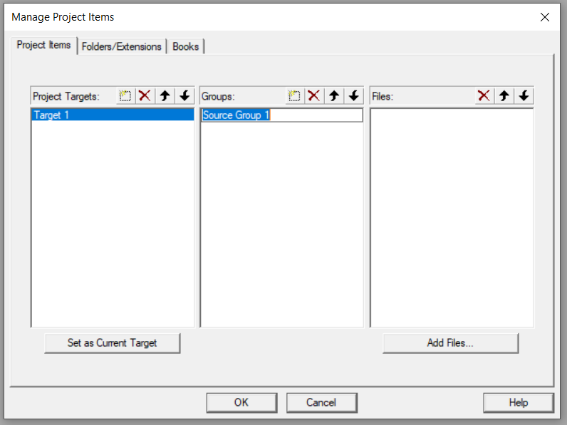 Manage Project Items
Project Items Folders/Extensions Books
Project Targets: Groups: Files:
Target 1 Source Group 1
Set as Current Target Add Files...
OK Cancel Help